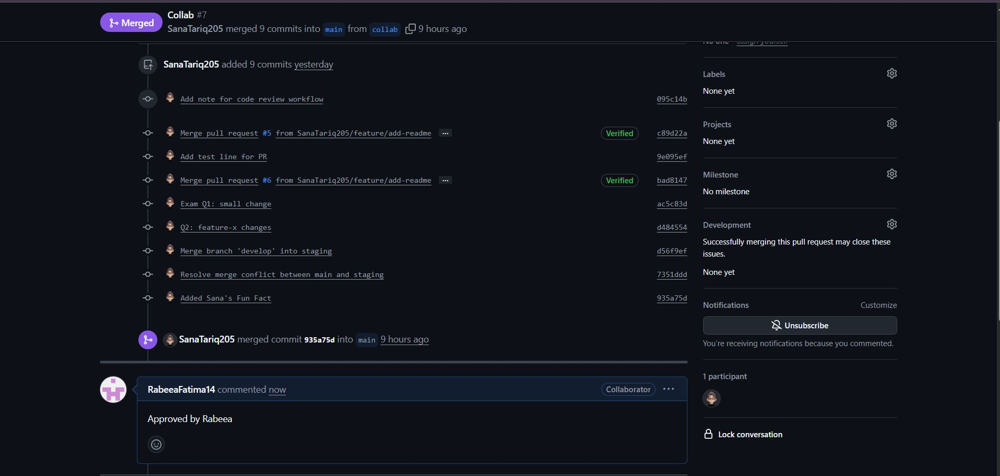 Merged
Collab #7
SanaTariq205 merged 9 commits into main from collab 9 hours ago
No one - assign yourself
SanaTariq205 added 9 commits yesterday
Add note for code review workflow 095c14b
Merge pull request #5 from SanaTariq205/feature/add-readme ... Verified c89d22a
Add test line for PR 9e095ef
Merge pull request #6 from SanaTariq205/feature/add-readme ... Verified bad8147
Exam Q1: small change ac5c83d
Q2: feature-x changes d484554
Merge branch 'develop' into staging d56f9ef
Resolve merge conflict between main and staging 7351ddd
Added Sana's Fun Fact 935a75d
SanaTariq205 merged commit 935a75d into main 9 hours ago
RabeeaFatima14 commented now Collaborator ...
Approved by Rabeea
Labels
None yet
Projects
None yet
Milestone
No milestone
Development
Successfully merging this pull request may close these
issues.
None yet
Notifications Customize
Unsubscribe
You're receiving notifications because you commented.
1 participant
Lock conversation